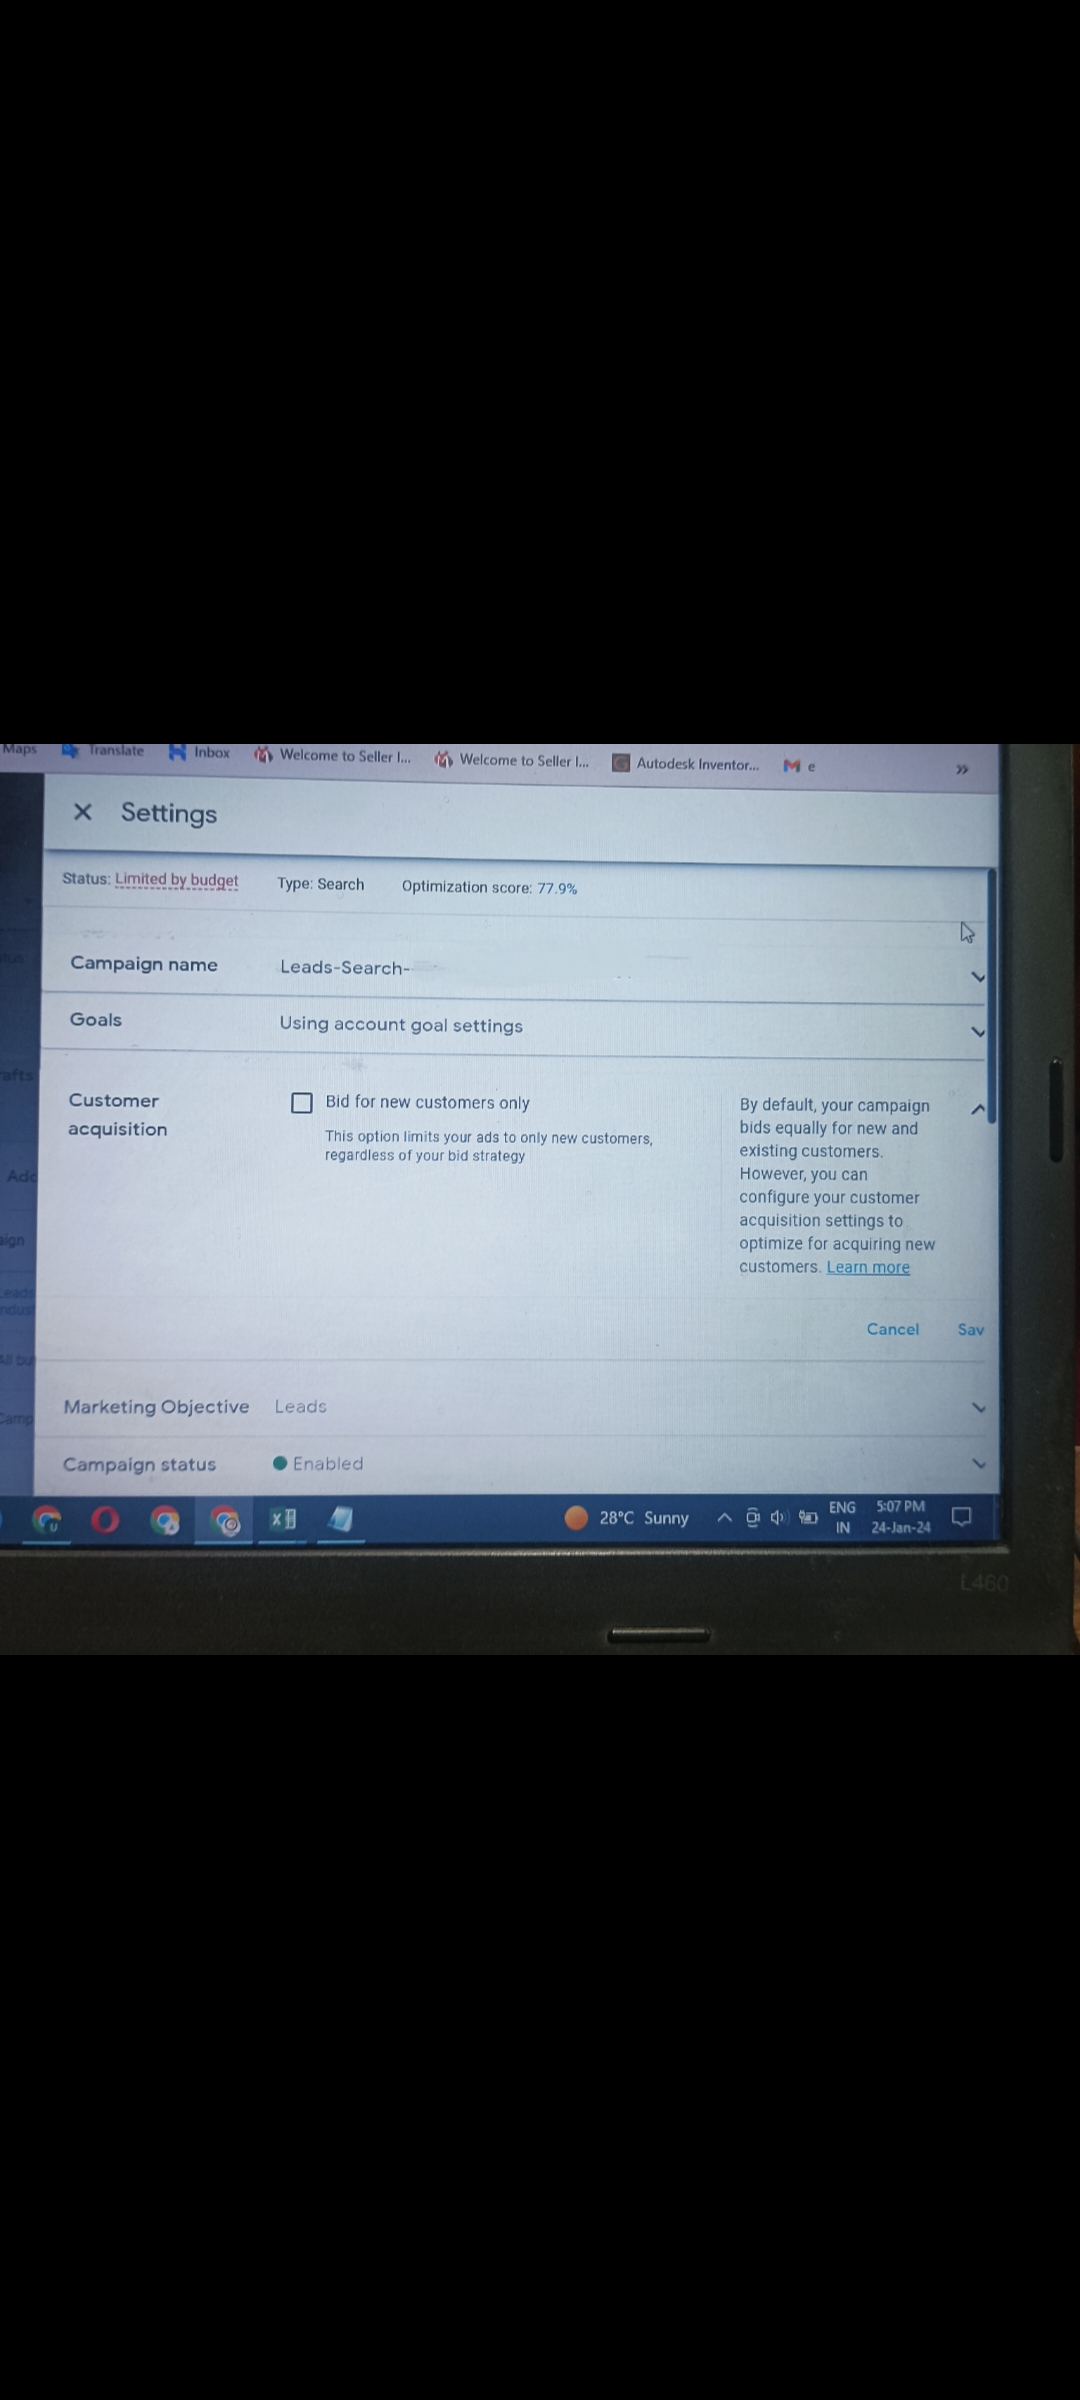 Maps Translate Inbox Welcome to Seller I... Welcome to Seller I... Autodesk Inventor... e »
Settings
Status: Limited by budget Type: Search Optimization score: 77.9%
Campaign name Leads-Search-
Goals Using account goal settings
Customer
acquisition
Bid for new customers only
This option limits your ads to only new customers,
regardless of your bid strategy
By default, your campaign
bids equally for new and
existing customers.
However, you can
configure your customer
acquisition settings to
optimize for acquiring new
customers. Learn more
Cancel Sav
Marketing Objective Leads
Campaign status Enabled
28°C Sunny
ENG
IN
5:07 PM
24-Jan-24
L460